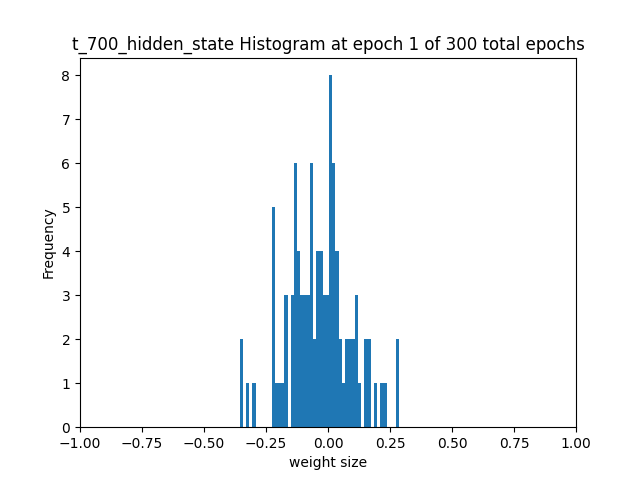 t_700_hidden_state Histogram at epoch 1 of 300 total epochs
8
7
6
5
4
3
2
1
0
Frequency
−1.00 −0.75 −0.50 −0.25 0.00 0.25 0.50 0.75 1.00
weight size